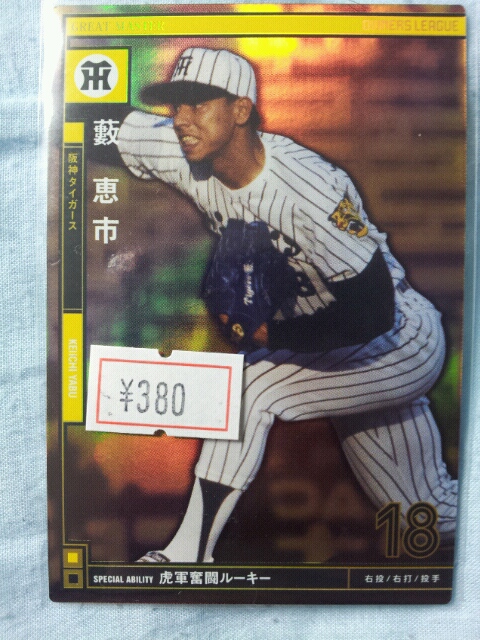 GREAT MASTER
OWNERS LEAGUE
藪恵市
阪神タイガース
KEIICHI YABU
¥380
18
SPECIAL ABILITY 虎軍奮闘ルーキー
右投/右打/投手